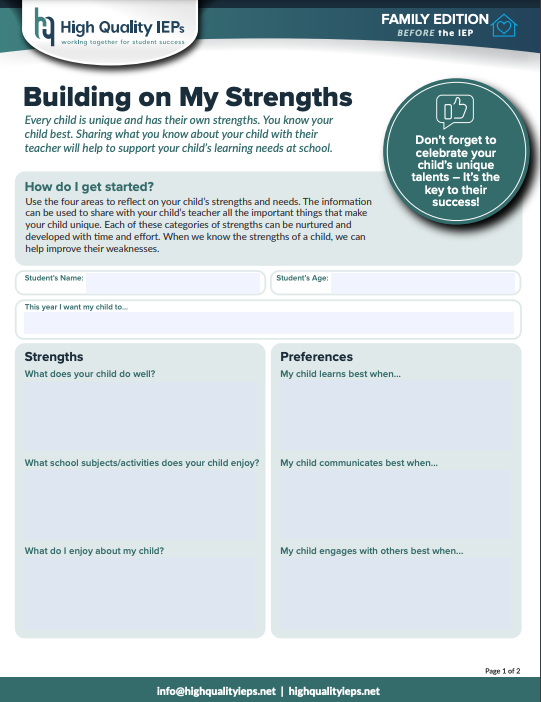 High Quality IEPs
working together for student success
FAMILY EDITION
BEFORE the IEP
Building on My Strengths
Every child is unique and has their own strengths. You know your
child best. Sharing what you know about your child with their
teacher will help to support your child's learning needs at school.
Don't forget to
celebrate your
child's unique
talents – it's the
key to their
success!
How do I get started?
Use the four areas to reflect on your child's strengths and needs. The information
can be used to share with your child's teacher all the important things that make
your child unique. Each of these categories of strengths can be nurtured and
developed with time and effort. When we know the strengths of a child, we can
help improve their weaknesses.
Student's Name:
Student's Age:
This year I want my child to...
Strengths
What does your child do well?
What school subjects/activities does your child enjoy?
What do I enjoy about my child?
Preferences
My child learns best when...
My child communicates best when...
My child engages with others best when...
Page 1 of 2
info@highqualityieps.net | highqualityieps.net